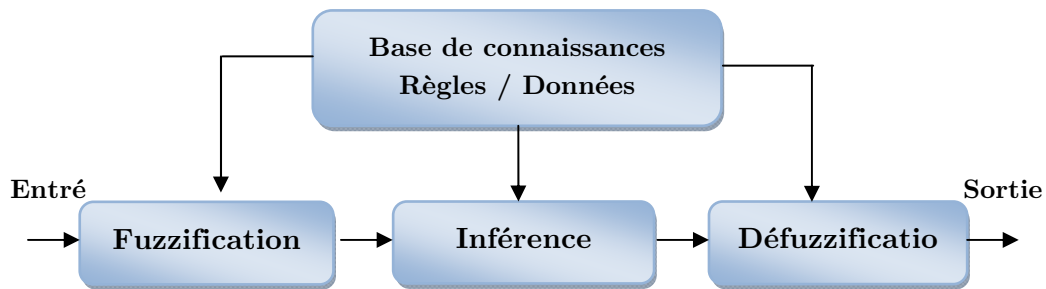 Base de connaissances
Règles / Données
Entré
Sortie
Fuzzification
Inférence
Défuzzificatio